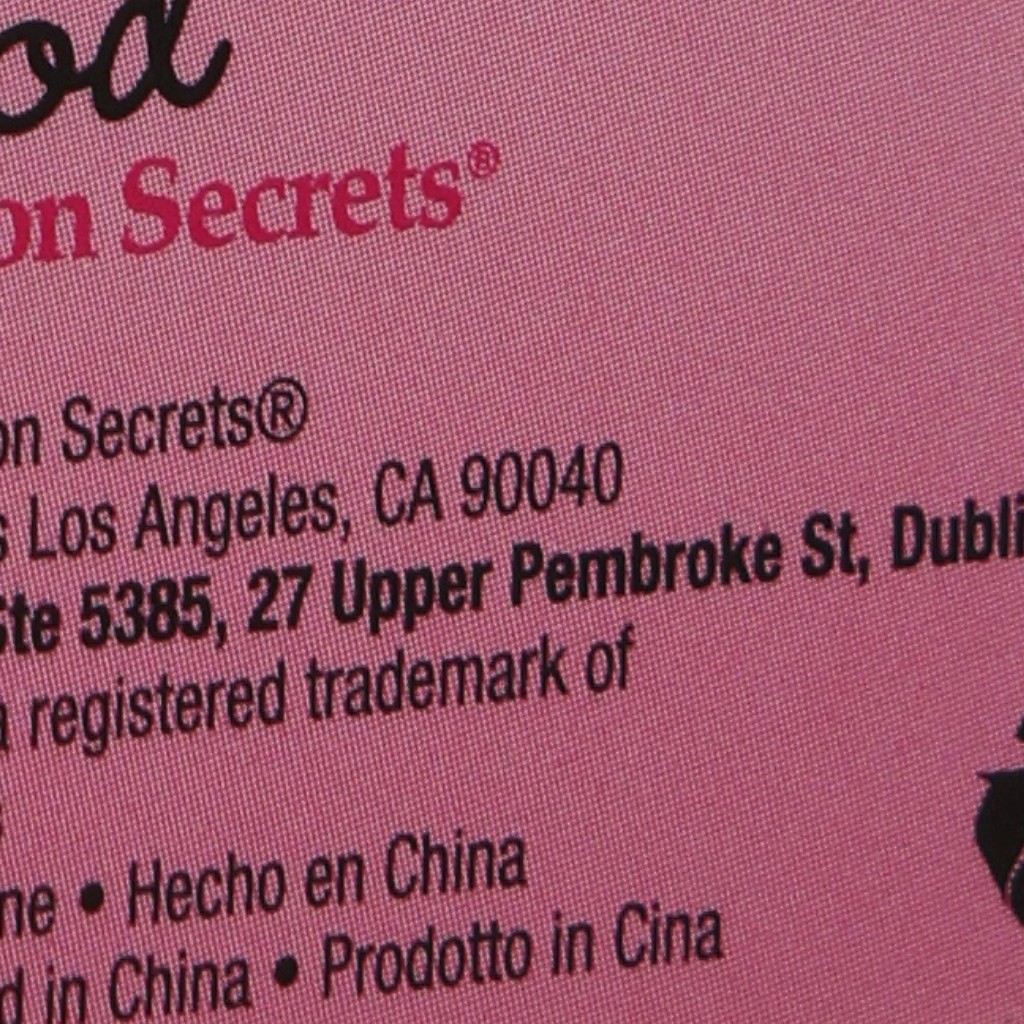 od
on Secrets®
on Secrets®
s Los Angeles, CA 90040
Ste 5385, 27 Upper Pembroke St, Dubli
a registered trademark of
ne • Hecho en China
d in China • Prodotto in Cina